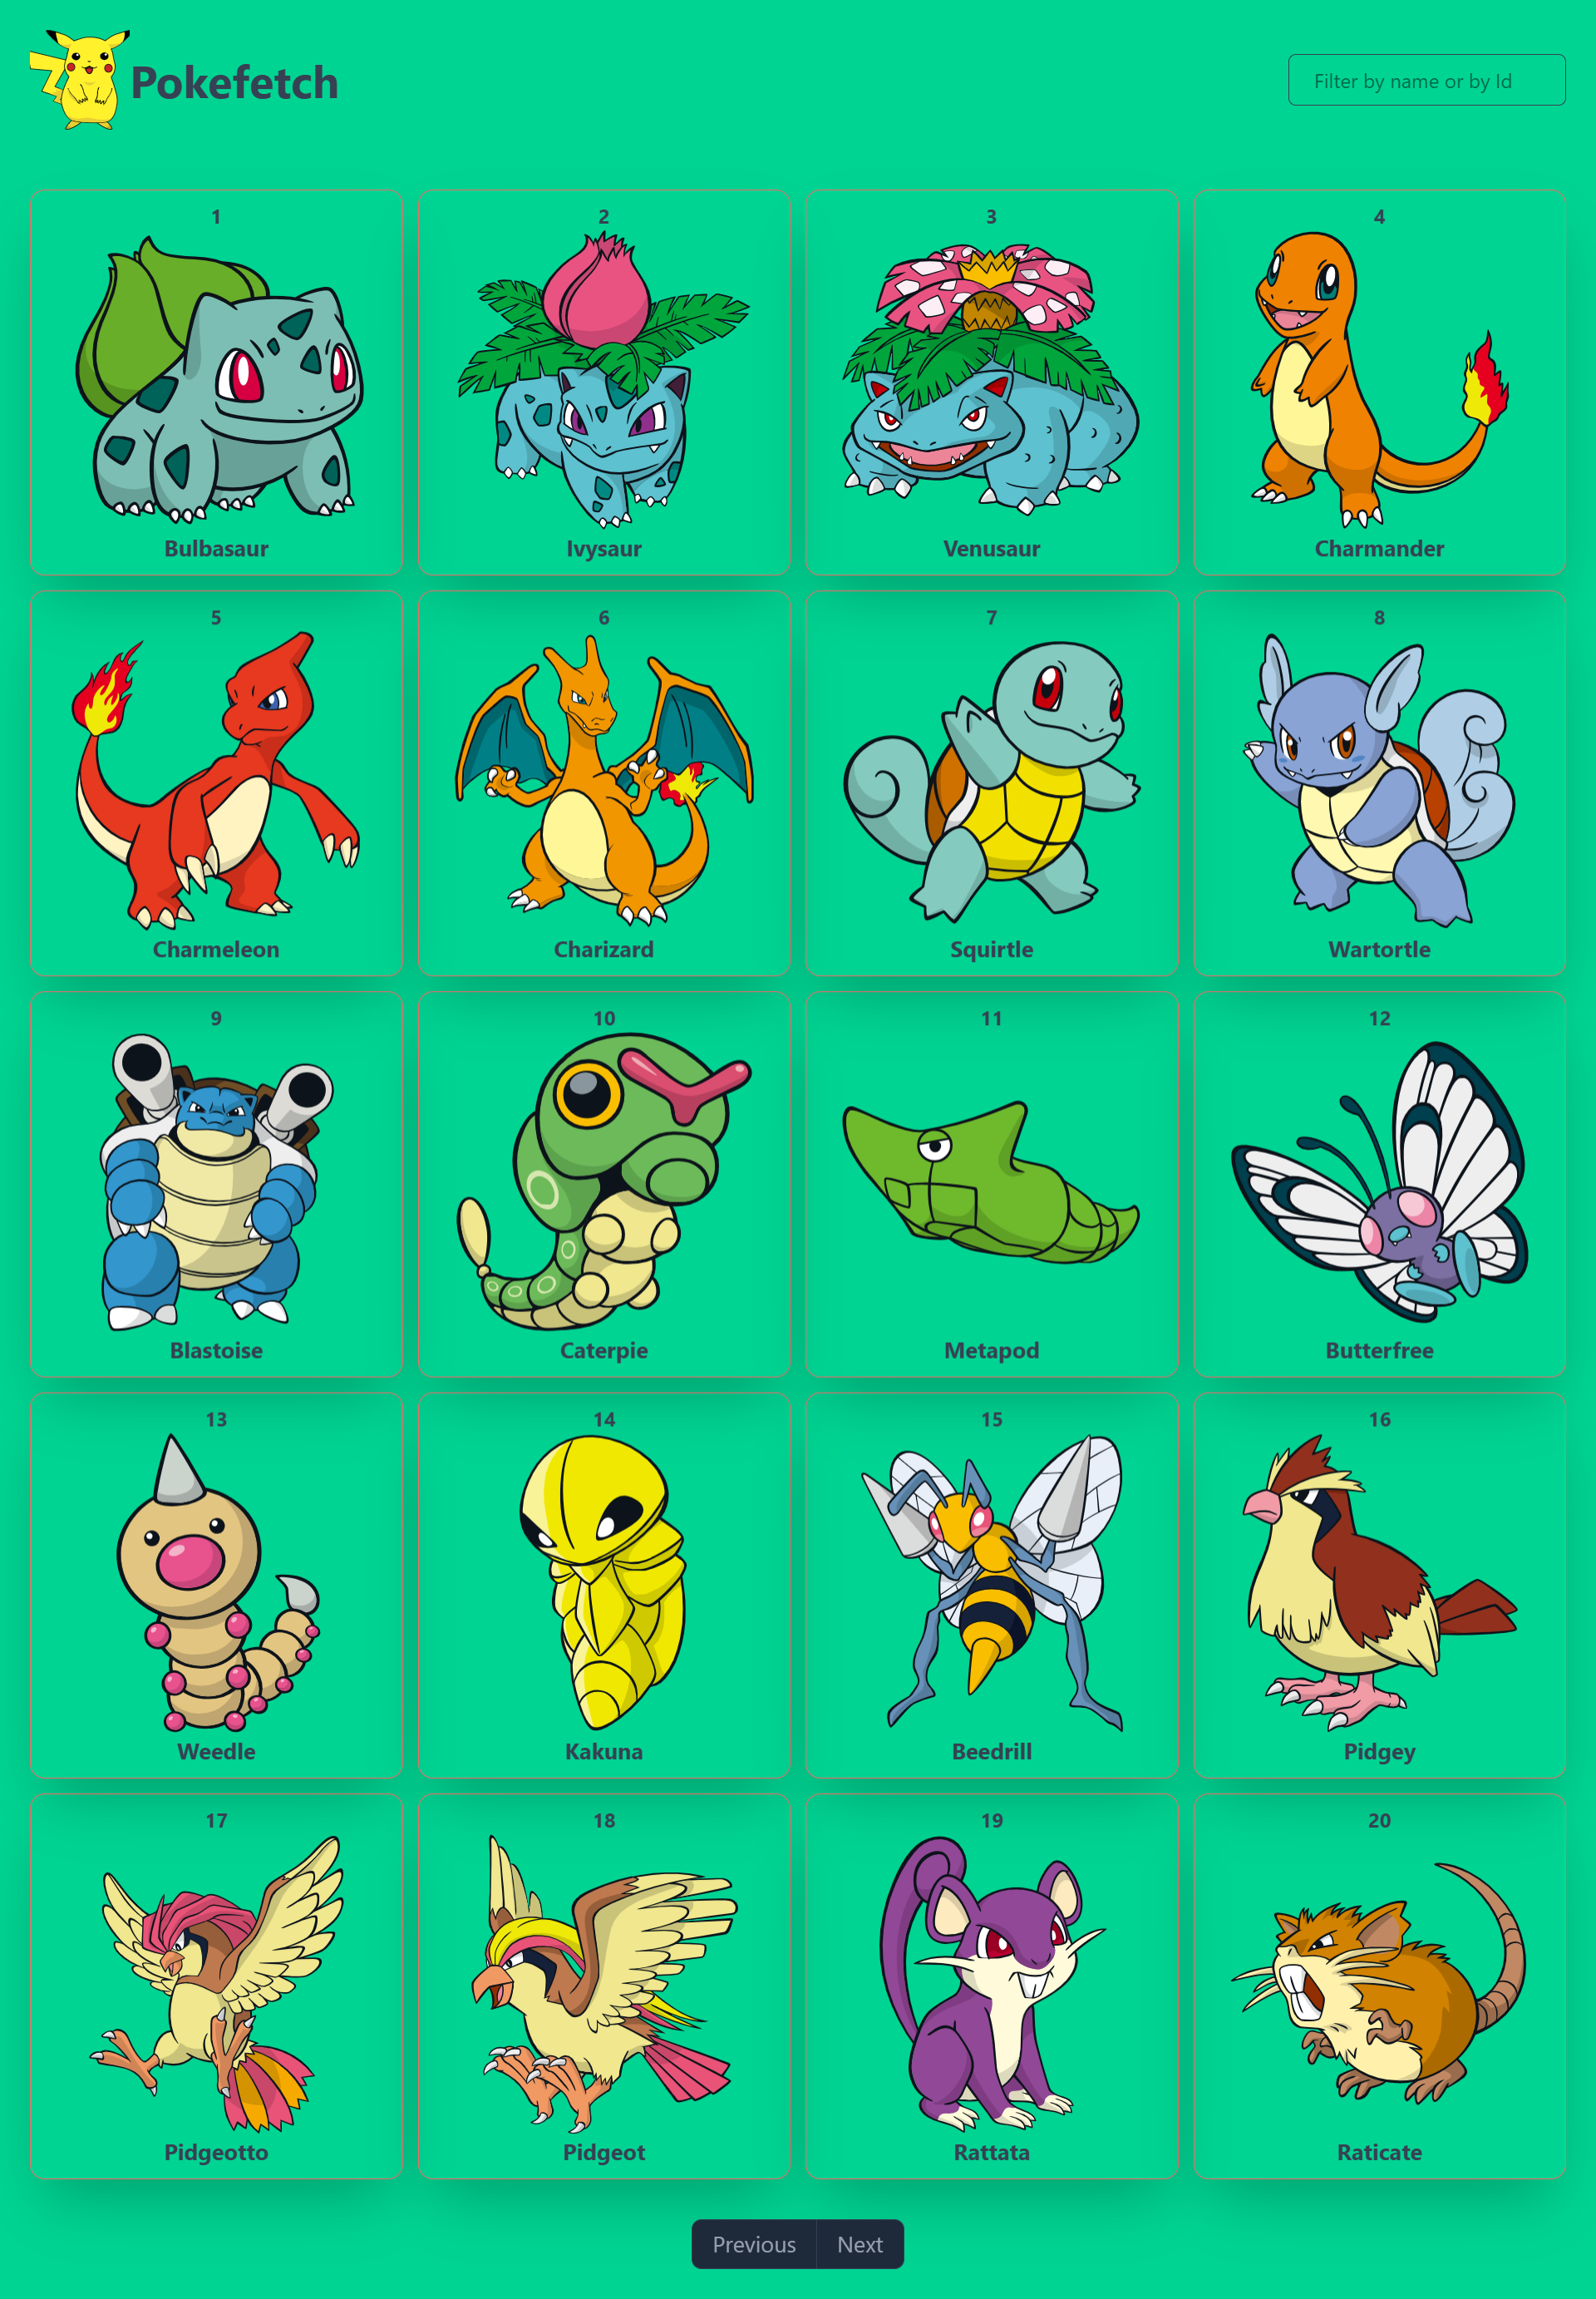 Pokefetch
Filter by name or by Id
1
2
3
4
Bulbasaur
Ivysaur
Venusaur
Charmander
5
6
7
8
Charmeleon
Charizard
Squirtle
Wartortle
9
10
11
12
Blastoise
Caterpie
Metapod
Butterfree
13
14
15
16
Weedle
Kakuna
Beedrill
Pidgey
17
18
19
20
Pidgeotto
Pidgeot
Rattata
Raticate
Previous
Next